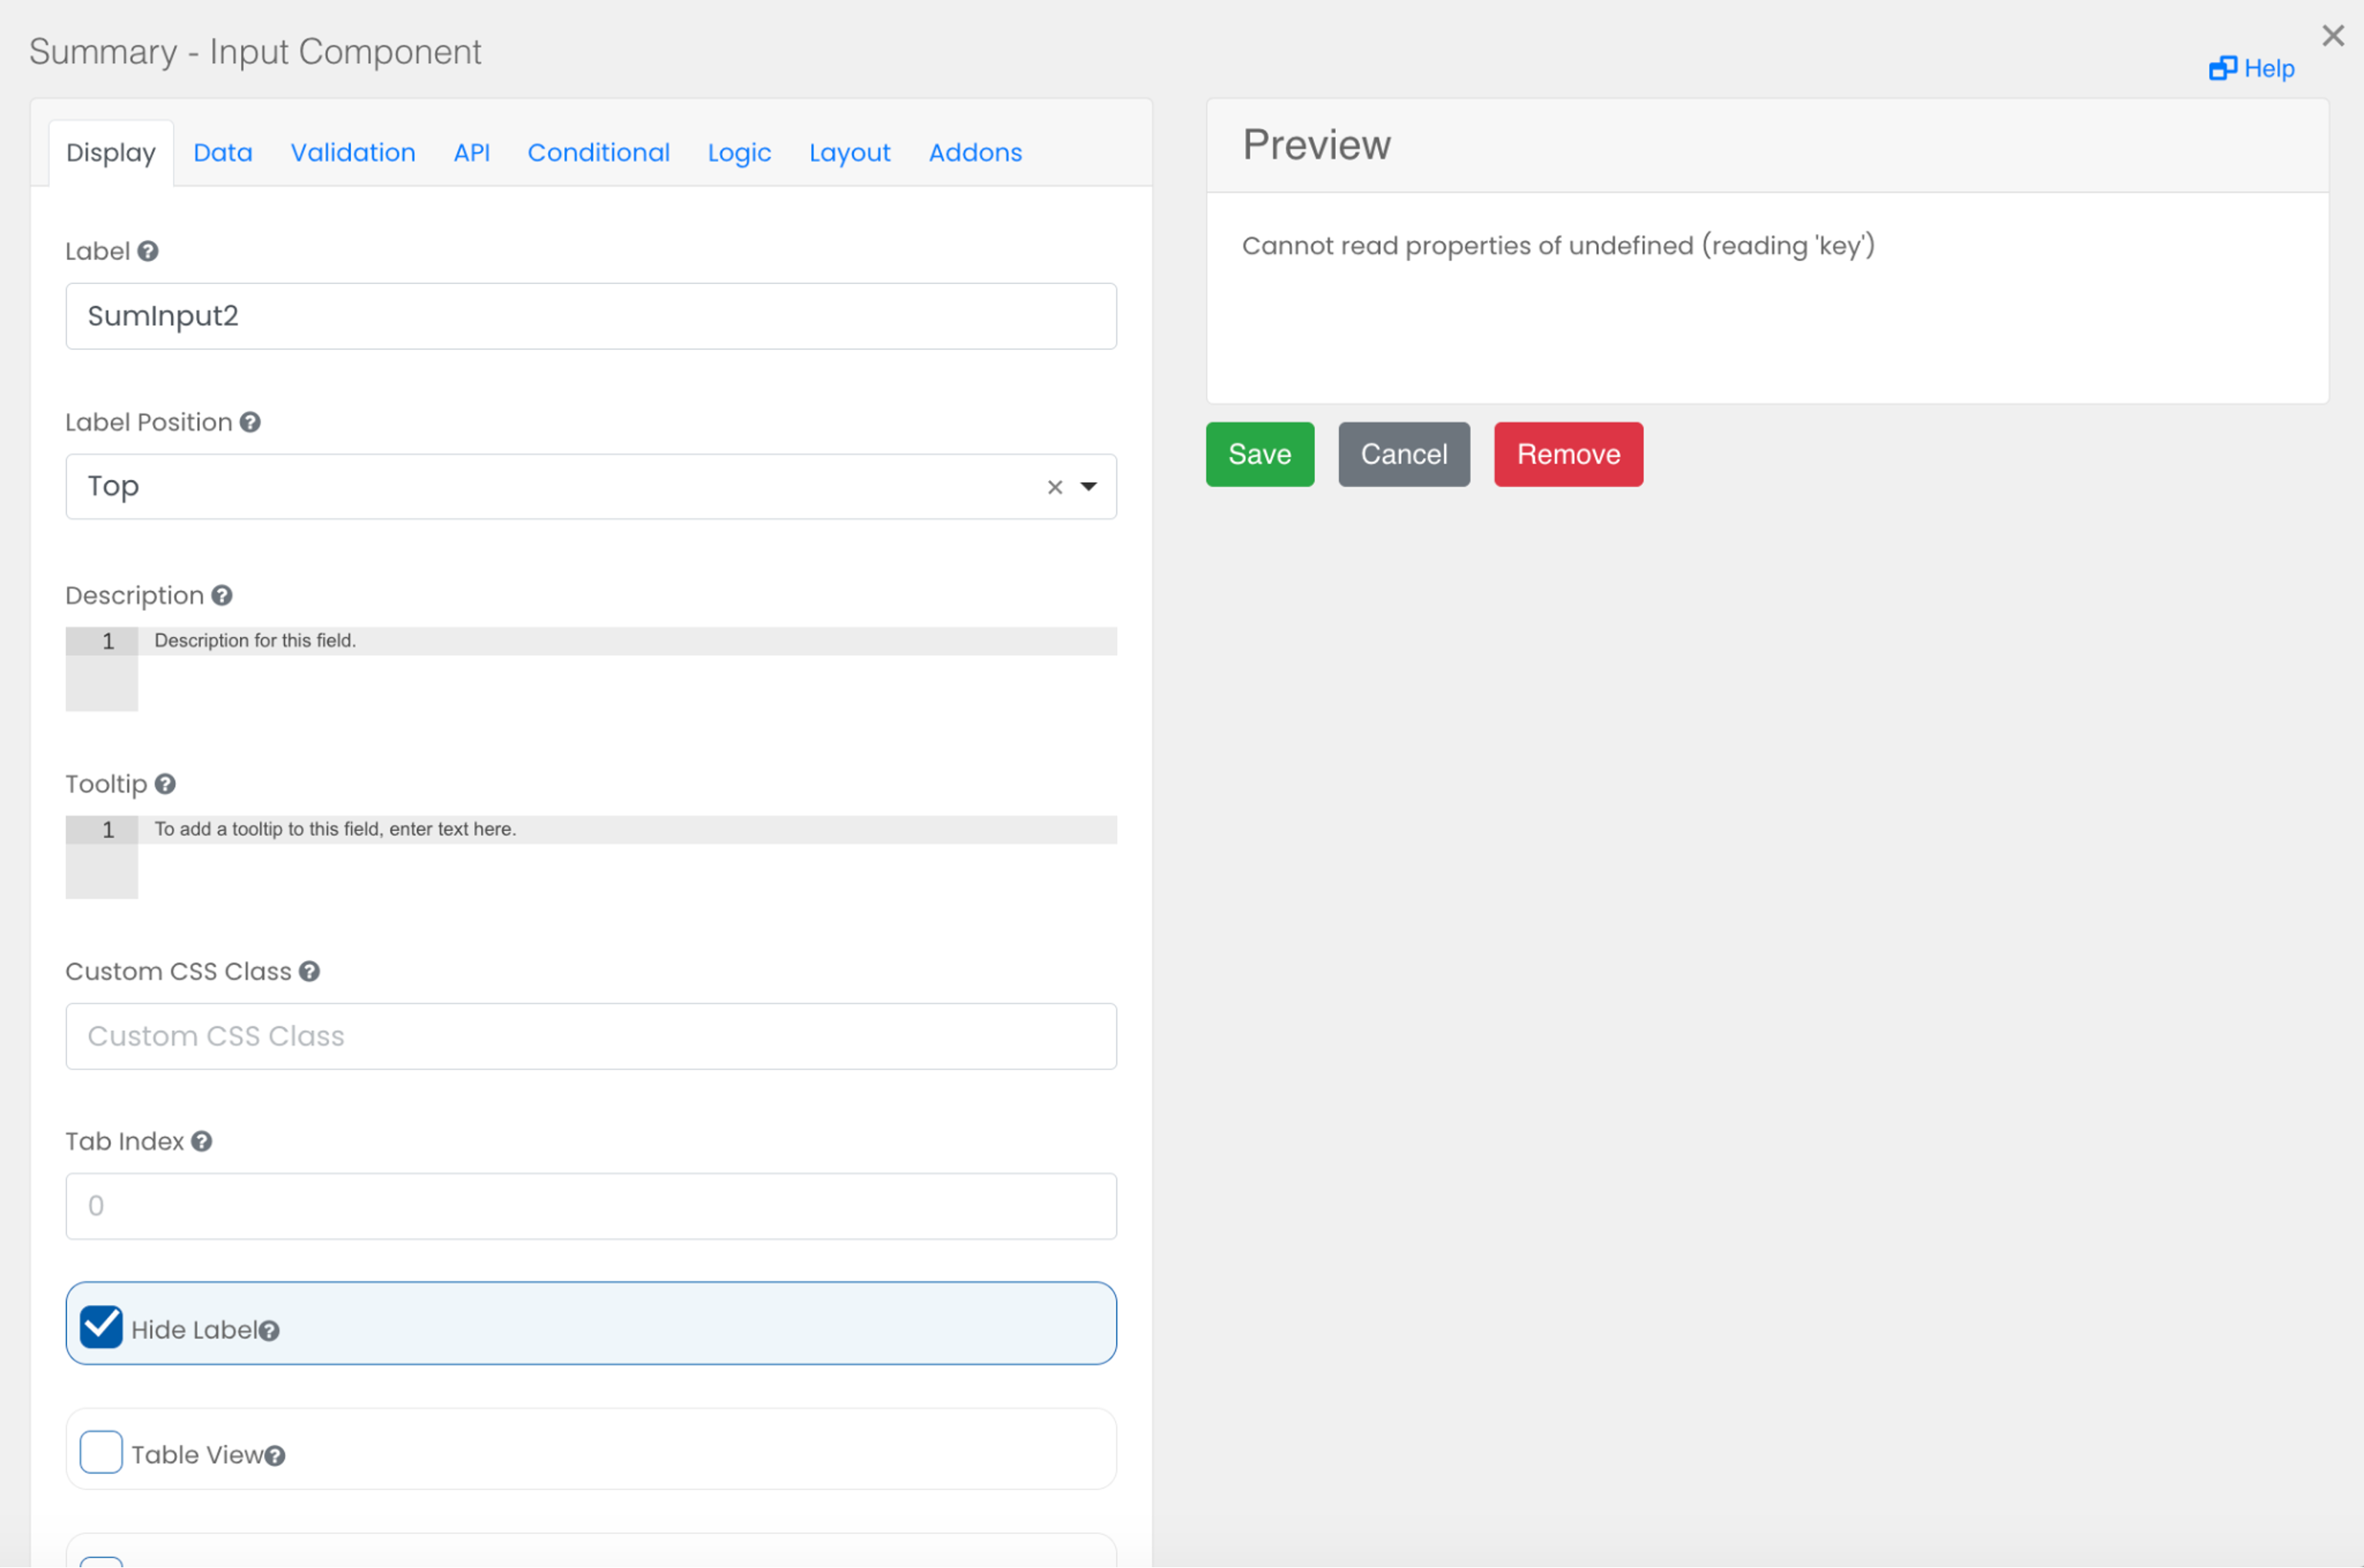 Summary - Input Component
Help
Display Data Validation API Conditional Logic Layout Addons
Label
SumInput2
Label Position
Top
Description
1 Description for this field.
Tooltip
1 To add a tooltip to this field, enter text here.
Custom CSS Class
Custom CSS Class
Tab Index
0
Hide Label
Table View
Preview
Cannot read properties of undefined (reading 'key')
Save Cancel Remove